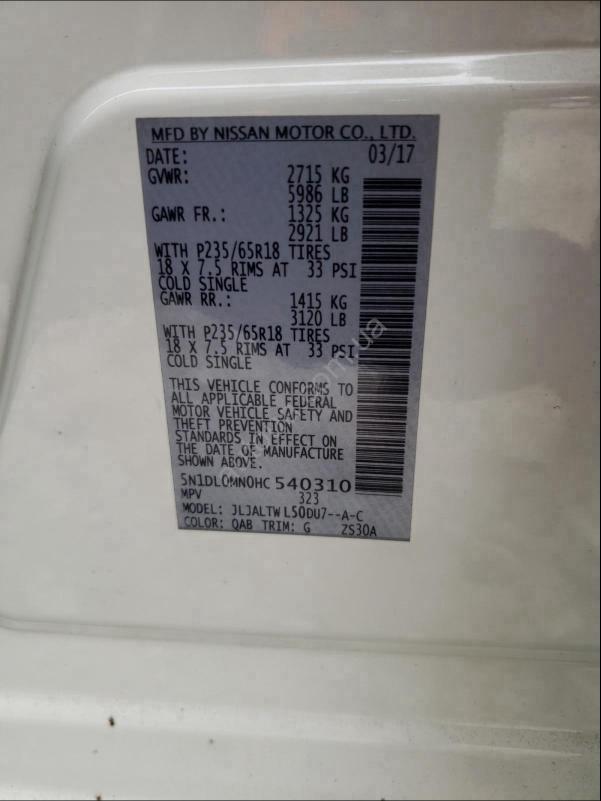 MFD BY NISSAN MOTOR CO., LTD.
DATE: 03/17
GVWR: 2715 KG
5986 LB
GAWR FR.: 1325 KG
2921 LB
WITH P235/65R18 TIRES
18 X 7.5 RIMS AT 33 PSI
COLD SINGLE
GAWR RR.: 1415 KG
3120 LB
WITH P235/65R18 TIRES
18 X 7.5 RIMS AT 33 PSI
COLD SINGLE
THIS VEHICLE CONFORMS TO
ALL APPLICABLE FEDERAL
MOTOR VEHICLE SAFETY AND
THEFT PREVENTION
STANDARDS IN EFFECT ON
THE DATE OF MANUFACTURE
SHOWN ABOVE.
5N1DL0MN0HC 540310
MPV 323
MODEL: JLJALTW L50DU7--A-C
COLOR: QAB TRIM: G ZS30A